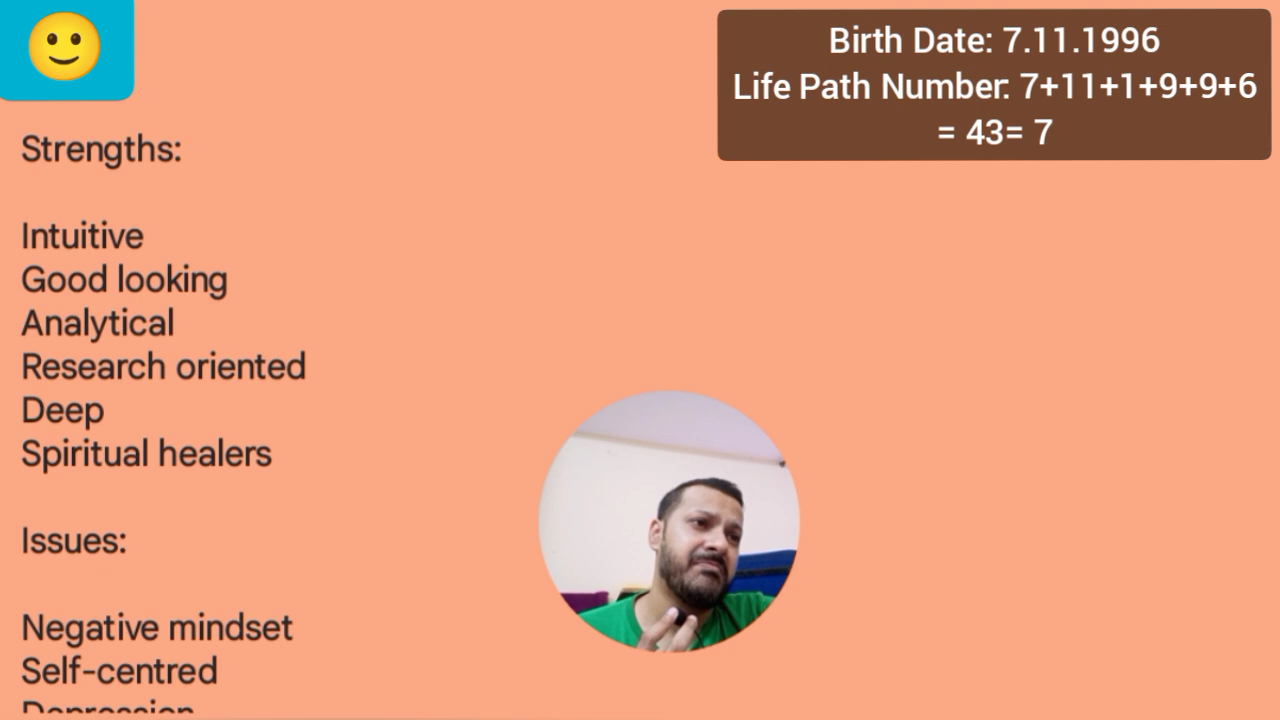 Birth Date: 7.11.1996
Life Path Number: 7+11+1+9+9+6
= 43= 7
Strengths:
Intuitive
Good looking
Analytical
Research oriented
Deep
Spiritual healers
Issues:
Negative mindset
Self-centred
Depression